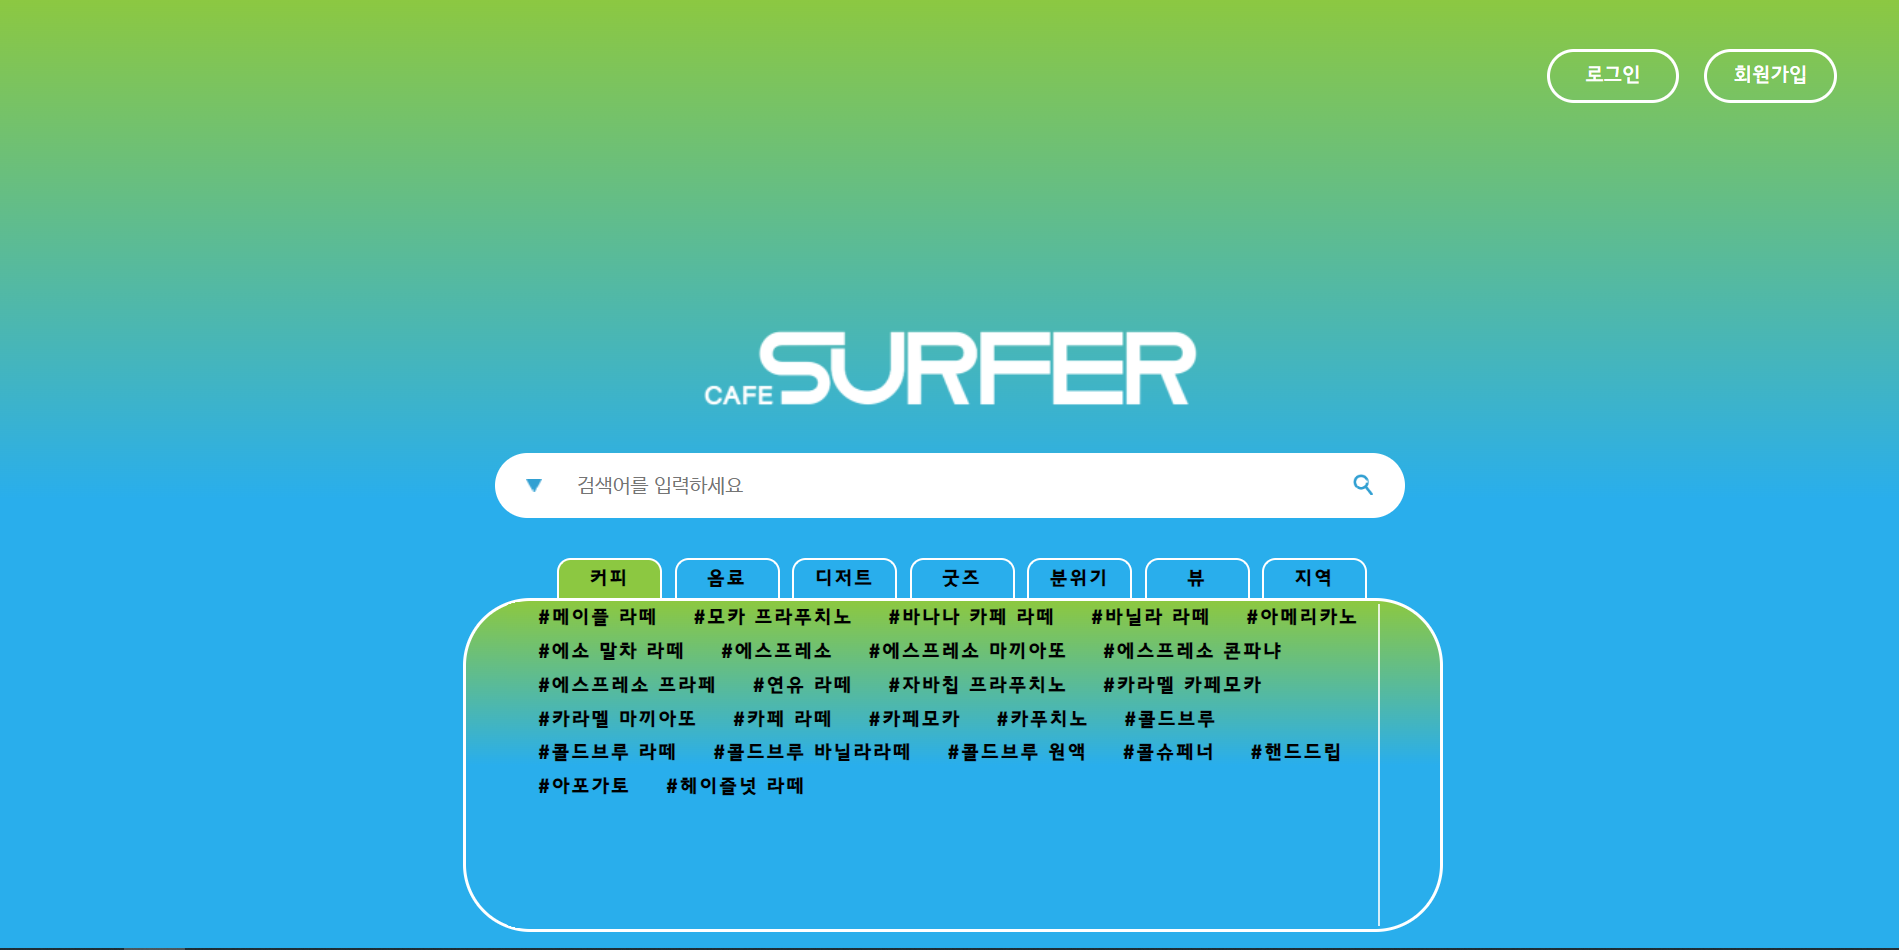 로그인 회원가입
CAFE SURFER
검색어를 입력하세요
커피 음료 디저트 굿즈 분위기 뷰 지역
#메이플 라떼 #모카 프라푸치노 #바나나 카페 라떼 #바닐라 라떼 #아메리카노
#에소 말차 라떼 #에스프레소 #에스프레소 마끼아또 #에스프레소 콘파냐
#에스프레소 프라페 #연유 라떼 #자바칩 프라푸치노 #카라멜 카페모카
#카라멜 마끼아또 #카페 라떼 #카페모카 #카푸치노 #콜드브루
#콜드브루 라떼 #콜드브루 바닐라라떼 #콜드브루 원액 #콜슈페너 #핸드드립
#아포가토 #헤이즐넛 라떼